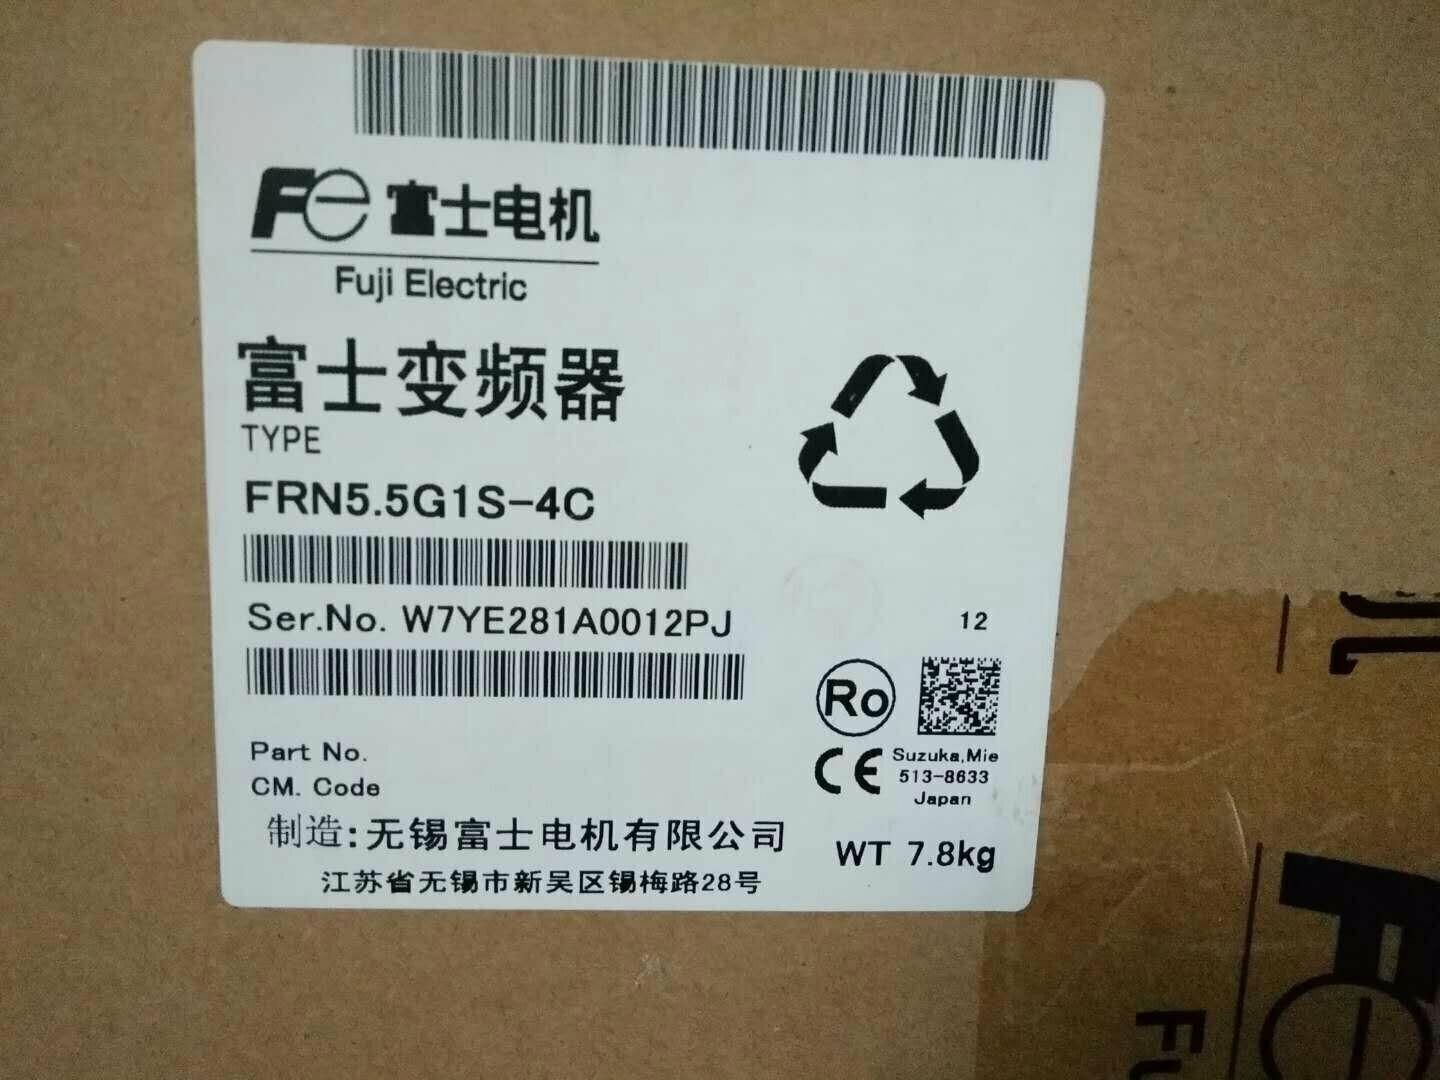 Fe 富士电机
Fuji Electric
富士变频器
TYPE
FRN5.5G1S-4C
Ser.No. W7YE281A0012PJ
12
Ro
CE
Suzuka,Mie
513-8633
Japan
Part No.
CM. Code
制造:无锡富士电机有限公司
江苏省无锡市新吴区锡梅路28号
WT 7.8kg
机
Fe
Fu